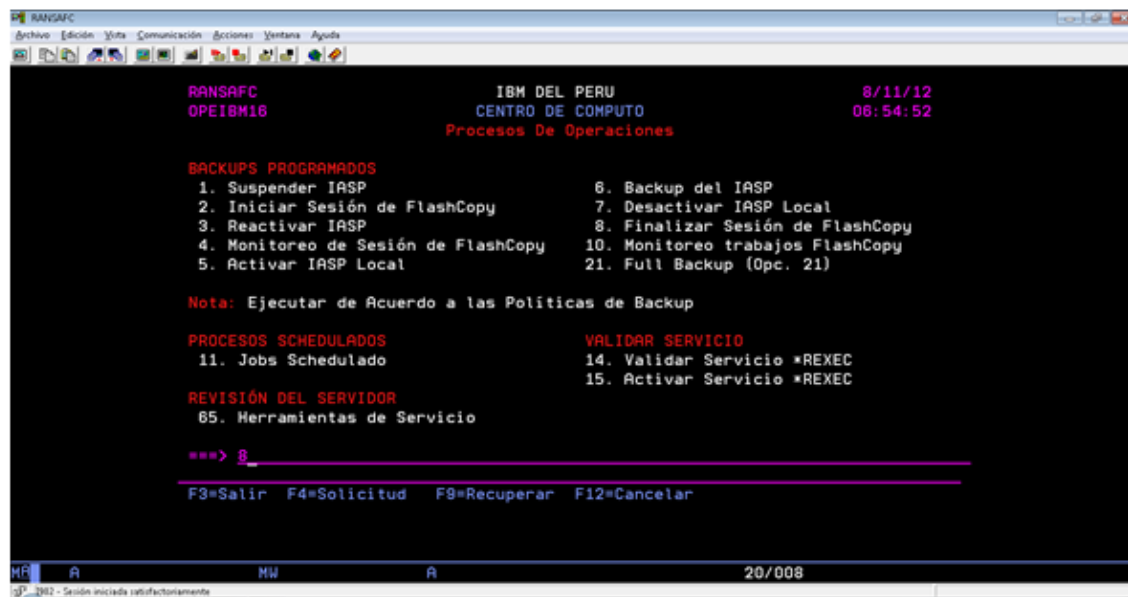 RANSAFC
Archivo Edición Vista Comunicación Acciones Ventana Ayuda
RANSAFC IBM DEL PERU 8/11/12
OPEIBM16 CENTRO DE COMPUTO 06:54:52
Procesos De Operaciones
BACKUPS PROGRAMADOS
1. Suspender IASP 6. Backup del IASP
2. Iniciar Sesión de FlashCopy 7. Desactivar IASP Local
3. Reactivar IASP 8. Finalizar Sesión de FlashCopy
4. Monitoreo de Sesión de FlashCopy 10. Monitoreo trabajos FlashCopy
5. Activar IASP Local 21. Full Backup (Opc. 21)
Nota: Ejecutar de Acuerdo a las Políticas de Backup
PROCESOS SCHEDULADOS VALIDAR SERVICIO
11. Jobs Schedulado 14. Validar Servicio *REXEC
15. Activar Servicio *REXEC
REVISIÓN DEL SERVIDOR
65. Herramientas de Servicio
===> 8
F3=Salir F4=Solicitud F9=Recuperar F12=Cancelar
MA A MW A 20/008
I902 - Sesión iniciada satisfactoriamente